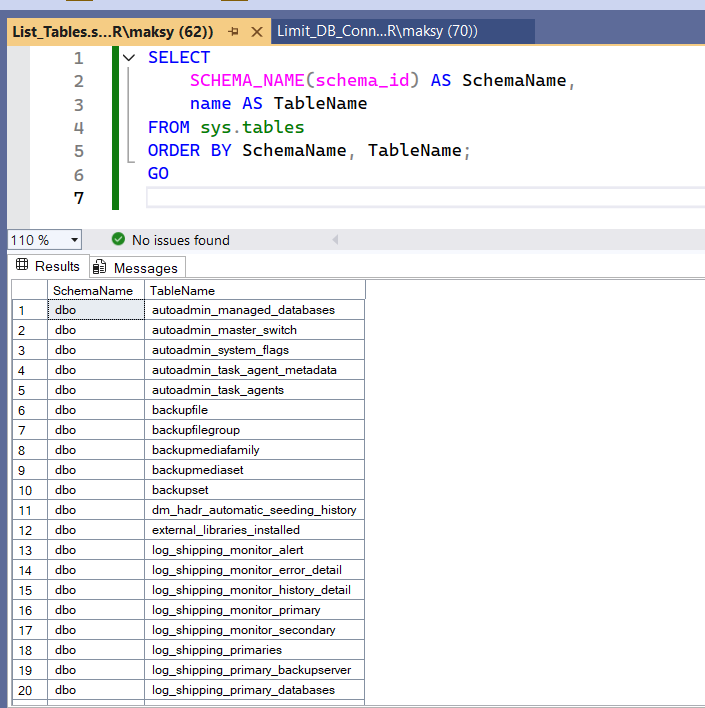 List_Tables.s...R\maksy (62)) Limit_DB_Conn...R\maksy (70))
1 SELECT
2 SCHEMA_NAME(schema_id) AS SchemaName,
3 name AS TableName
4 FROM sys.tables
5 ORDER BY SchemaName, TableName;
6 GO
7
110 % No issues found
Results Messages
SchemaName TableName
1 dbo autoadmin_managed_databases
2 dbo autoadmin_master_switch
3 dbo autoadmin_system_flags
4 dbo autoadmin_task_agent_metadata
5 dbo autoadmin_task_agents
6 dbo backupfile
7 dbo backupfilegroup
8 dbo backupmediafamily
9 dbo backupmediaset
10 dbo backupset
11 dbo dm_hadr_automatic_seeding_history
12 dbo external_libraries_installed
13 dbo log_shipping_monitor_alert
14 dbo log_shipping_monitor_error_detail
15 dbo log_shipping_monitor_history_detail
16 dbo log_shipping_monitor_primary
17 dbo log_shipping_monitor_secondary
18 dbo log_shipping_primaries
19 dbo log_shipping_primary_backupserver
20 dbo log_shipping_primary_databases